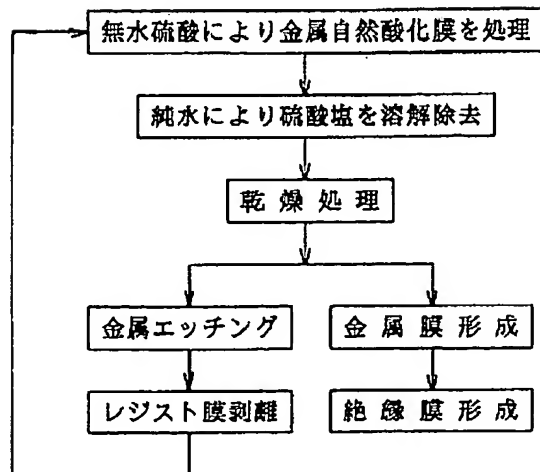 無水硫酸により金属自然酸化膜を処理
純水により硫酸塩を溶解除去
乾燥処理
金属エッチング
金属膜形成
レジスト膜剥離
絶縁膜形成